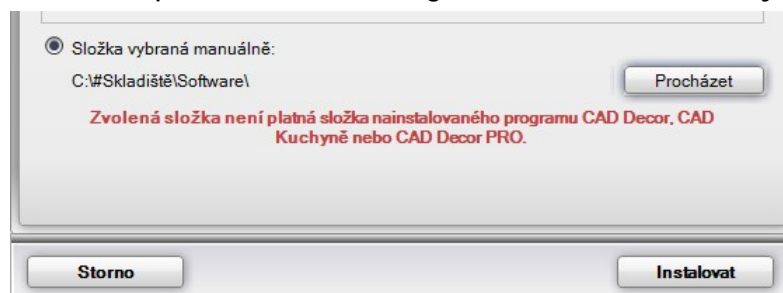 Složka vybraná manuálně:
C:\#Skladiště\Software\
Procházet
Zvolená složka není platná složka nainstalovaného programu CAD Decor, CAD
Kuchyně nebo CAD Decor PRO.
Storno
Instalovat